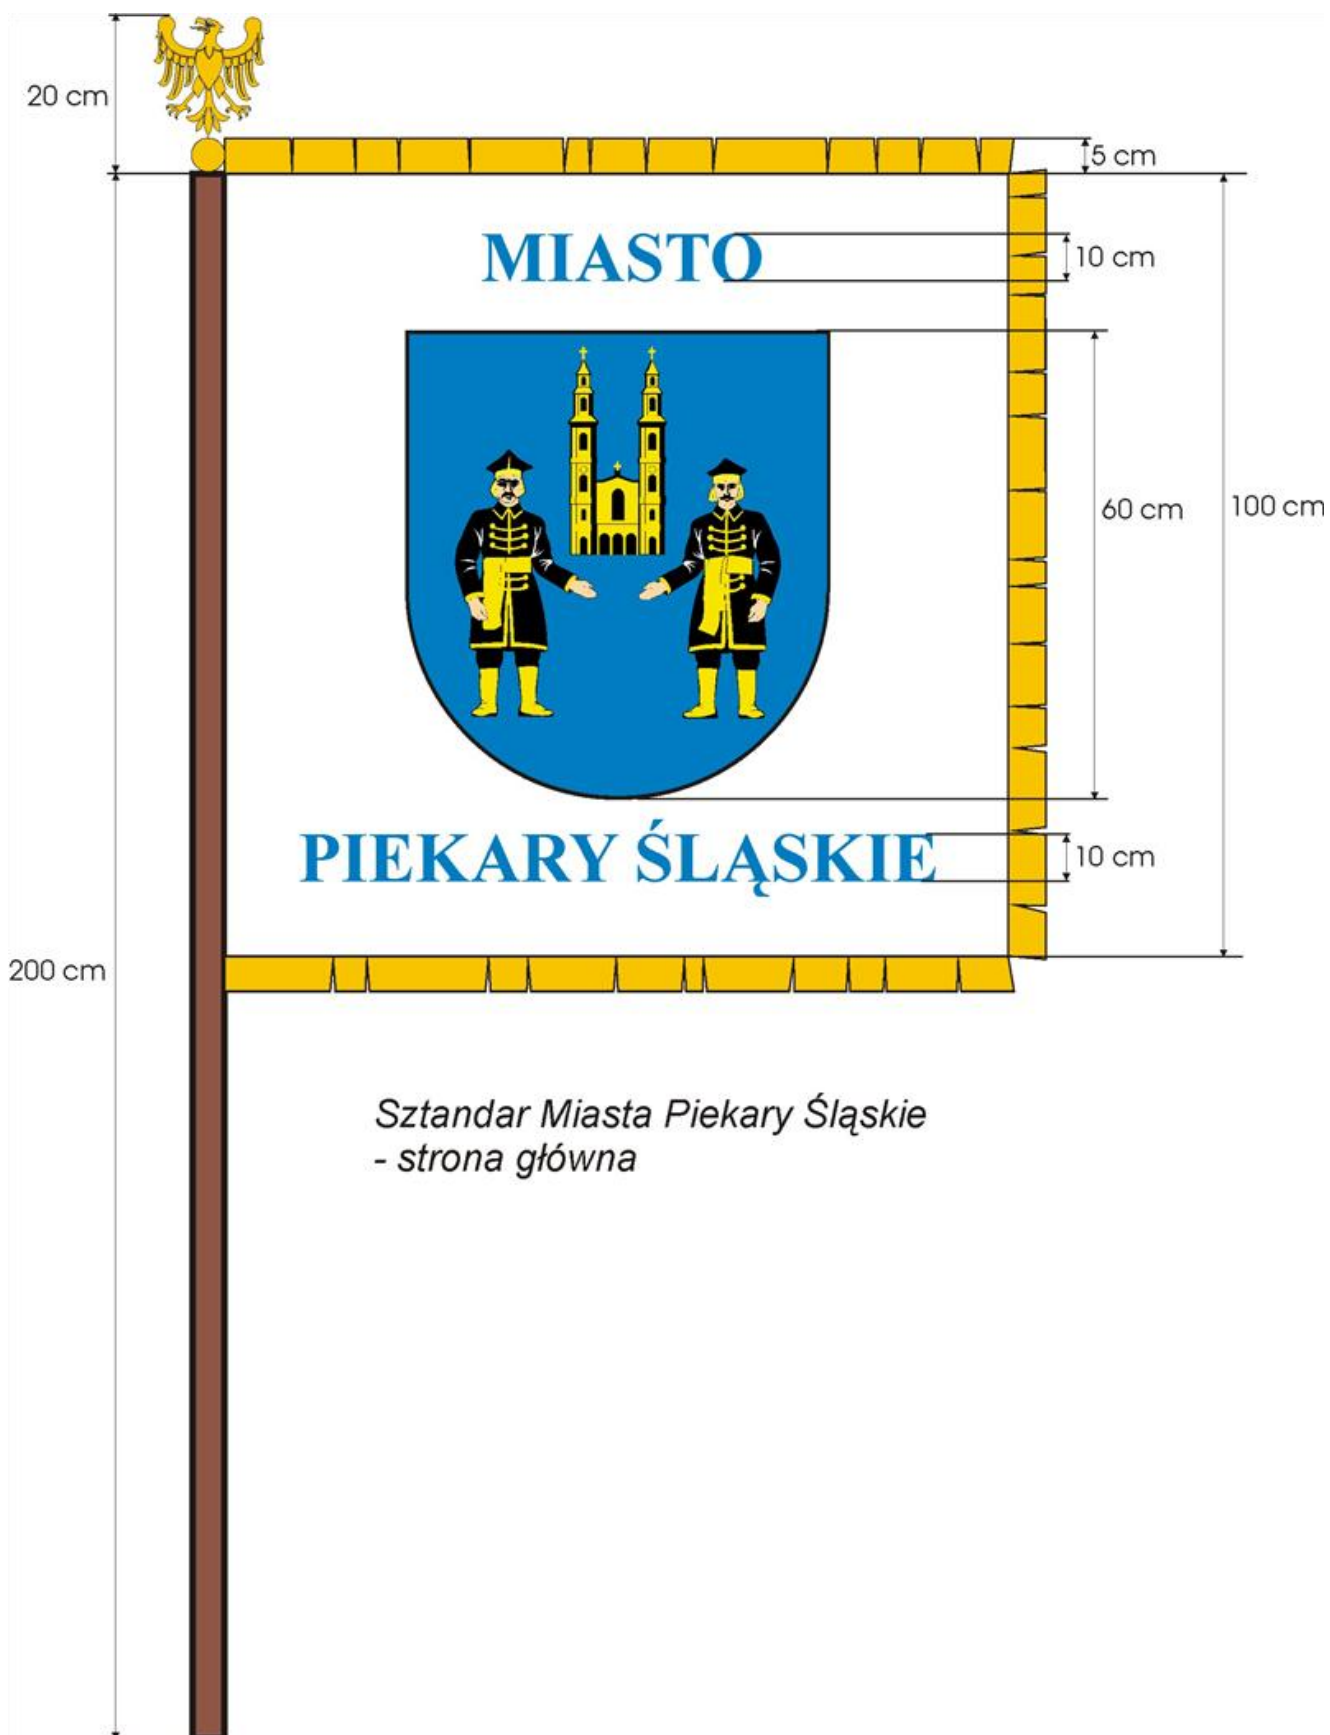 20 cm
5 cm
MIASTO
10 cm
60 cm
100 cm
PIEKARY ŚLĄSKIE
10 cm
200 cm
Sztandar Miasta Piekary Śląskie
- strona główna